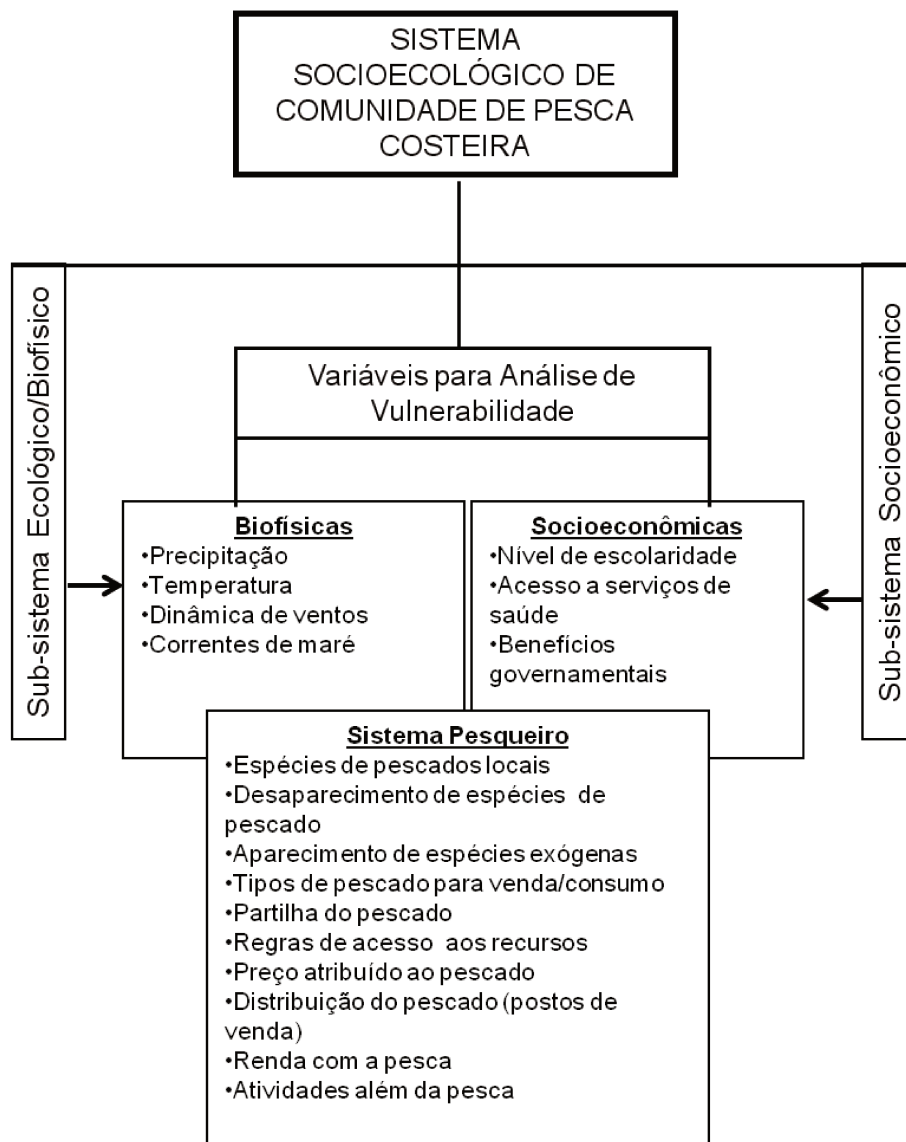 SISTEMA
SOCIOECOLÓGICO DE
COMUNIDADE DE PESCA
COSTEIRA
Sub-sistema Ecológico/Biofísico
Variáveis para Análise de
Vulnerabilidade
Sub-sistema Socioeconômico
Biofísicas
•Precipitação
•Temperatura
•Dinâmica de ventos
•Correntes de maré
Socioeconômicas
•Nível de escolaridade
•Acesso a serviços de
saúde
•Benefícios
governamentais
Sistema Pesqueiro
•Espécies de pescados locais
•Desaparecimento de espécies de
pescado
•Aparecimento de espécies exógenas
•Tipos de pescado para venda/consumo
•Partilha do pescado
•Regras de acesso aos recursos
•Preço atribuído ao pescado
•Distribuição do pescado (postos de
venda)
•Renda com a pesca
•Atividades além da pesca